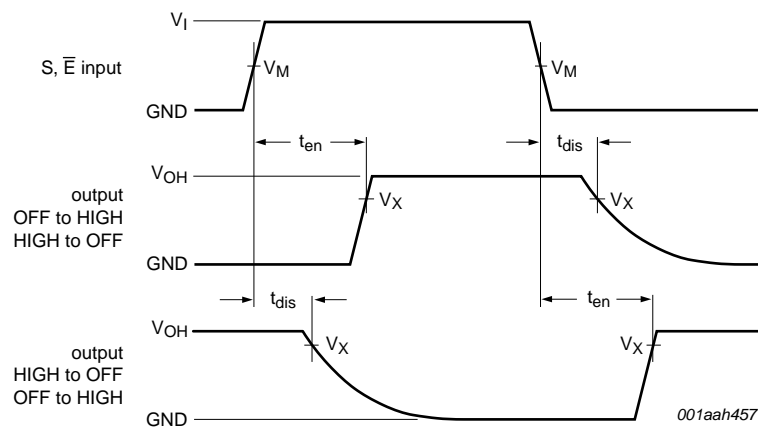 V_I
S, E̅ input
V_M
V_M
GND
t_en
t_dis
V_OH
output
OFF to HIGH
HIGH to OFF
V_X
V_X
GND
t_dis
t_en
V_OH
output
HIGH to OFF
OFF to HIGH
V_X
V_X
GND
001aah457